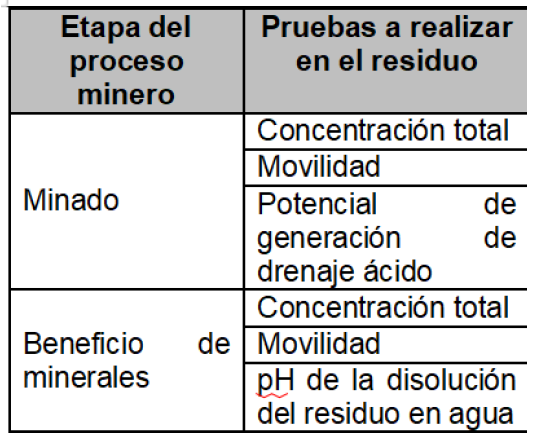 Etapa del
proceso
minero
Pruebas a realizar
en el residuo
Minado
Concentración total
Movilidad
Potencial de
generación de
drenaje ácido
Beneficio de
minerales
Concentración total
Movilidad
pH de la disolución
del residuo en agua